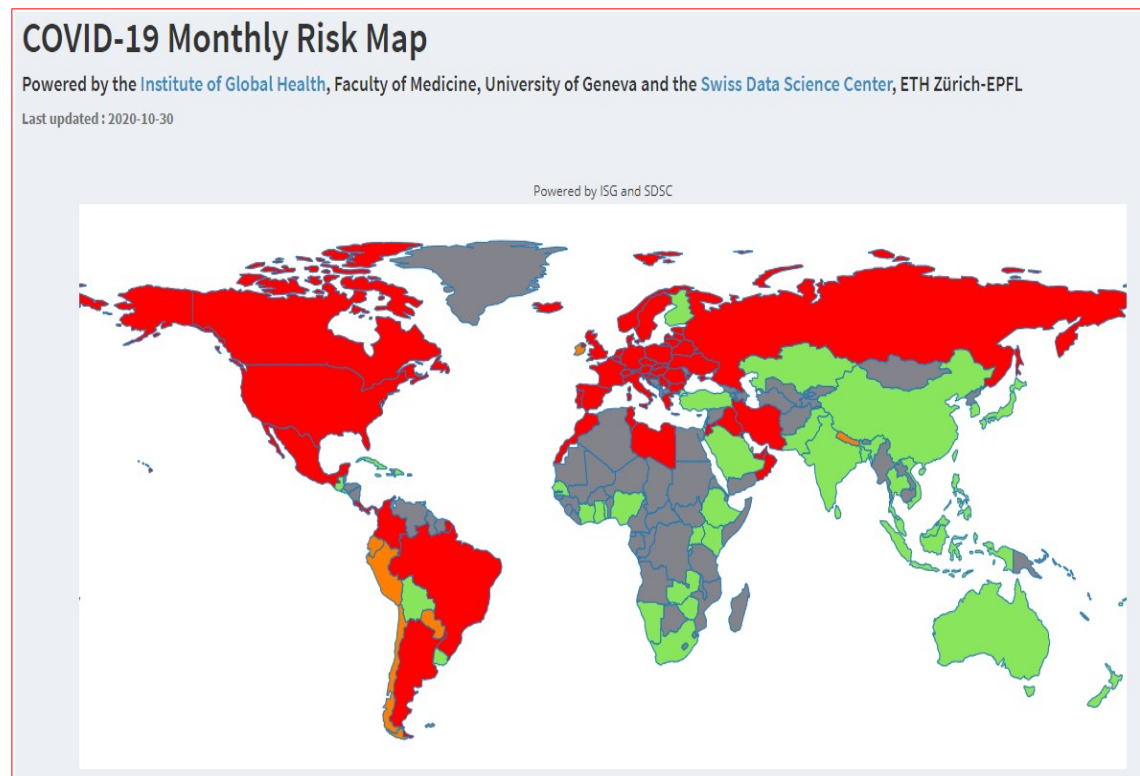 COVID-19 Monthly Risk Map
Powered by the Institute of Global Health, Faculty of Medicine, University of Geneva and the Swiss Data Science Center, ETH Zürich-EPFL
Last updated : 2020-10-30
Powered by ISG and SDSC